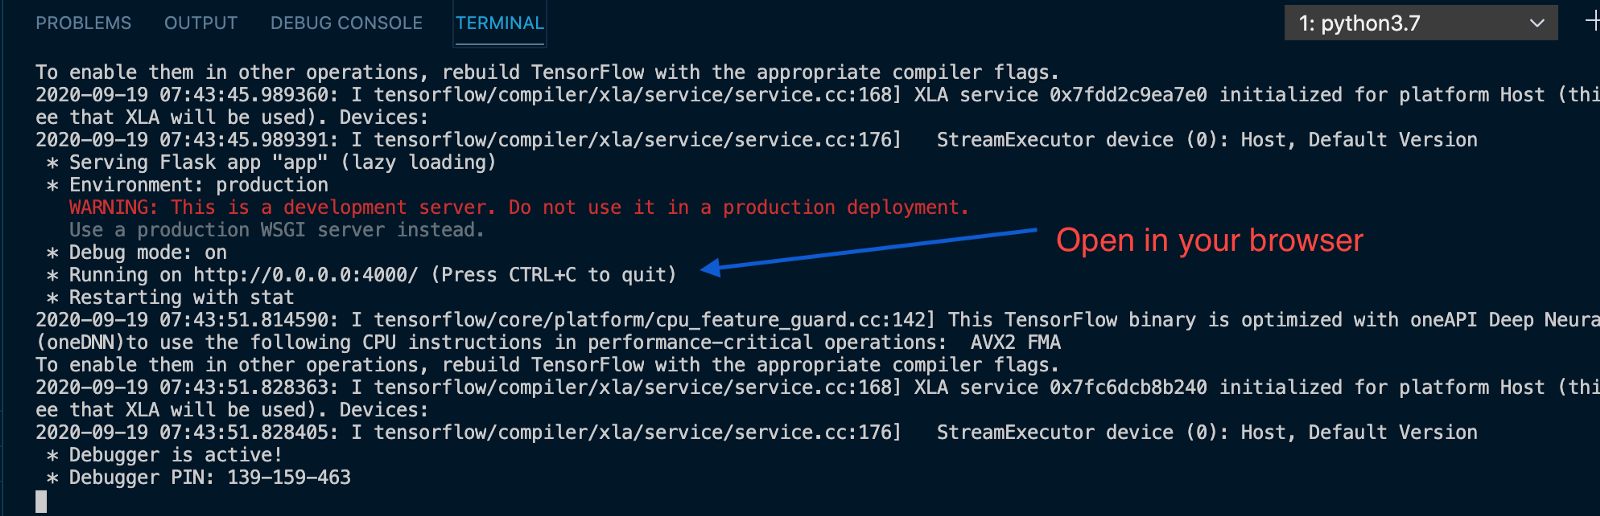 PROBLEMS OUTPUT DEBUG CONSOLE TERMINAL 1: python3.7
To enable them in other operations, rebuild TensorFlow with the appropriate compiler flags.
2020-09-19 07:43:45.989360: I tensorflow/compiler/xla/service/service.cc:168] XLA service 0x7fdd2c9ea7e0 initialized for platform Host (thi
ee that XLA will be used). Devices:
2020-09-19 07:43:45.989391: I tensorflow/compiler/xla/service/service.cc:176]   StreamExecutor device (0): Host, Default Version
 * Serving Flask app "app" (lazy loading)
 * Environment: production
   WARNING: This is a development server. Do not use it in a production deployment.
   Use a production WSGI server instead.
 * Debug mode: on
Open in your browser
 * Running on http://0.0.0.0:4000/ (Press CTRL+C to quit)
 * Restarting with stat
2020-09-19 07:43:51.814590: I tensorflow/core/platform/cpu_feature_guard.cc:142] This TensorFlow binary is optimized with oneAPI Deep Neura
(oneDNN)to use the following CPU instructions in performance-critical operations:  AVX2 FMA
To enable them in other operations, rebuild TensorFlow with the appropriate compiler flags.
2020-09-19 07:43:51.828363: I tensorflow/compiler/xla/service/service.cc:168] XLA service 0x7fc6dcb8b240 initialized for platform Host (thi
ee that XLA will be used). Devices:
2020-09-19 07:43:51.828405: I tensorflow/compiler/xla/service/service.cc:176]   StreamExecutor device (0): Host, Default Version
 * Debugger is active!
 * Debugger PIN: 139-159-463